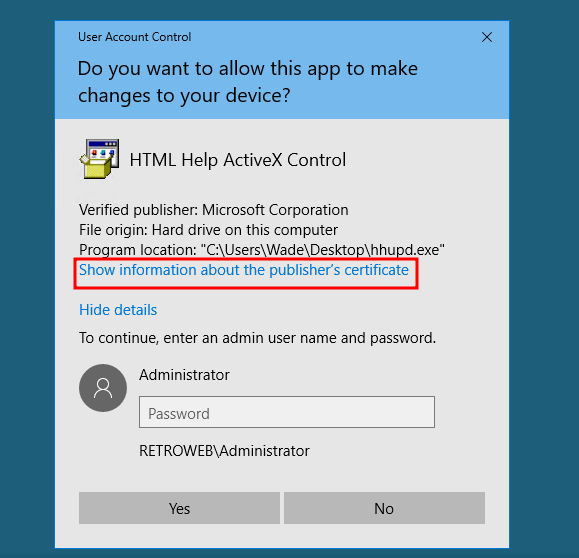 User Account Control
Do you want to allow this app to make
changes to your device?
HTML Help ActiveX Control
Verified publisher: Microsoft Corporation
File origin: Hard drive on this computer
Program location: "C:\Users\Wade\Desktop\hhupd.exe"
Show information about the publisher's certificate
Hide details
To continue, enter an admin user name and password.
Administrator
Password
RETROWEB\Administrator
Yes
No